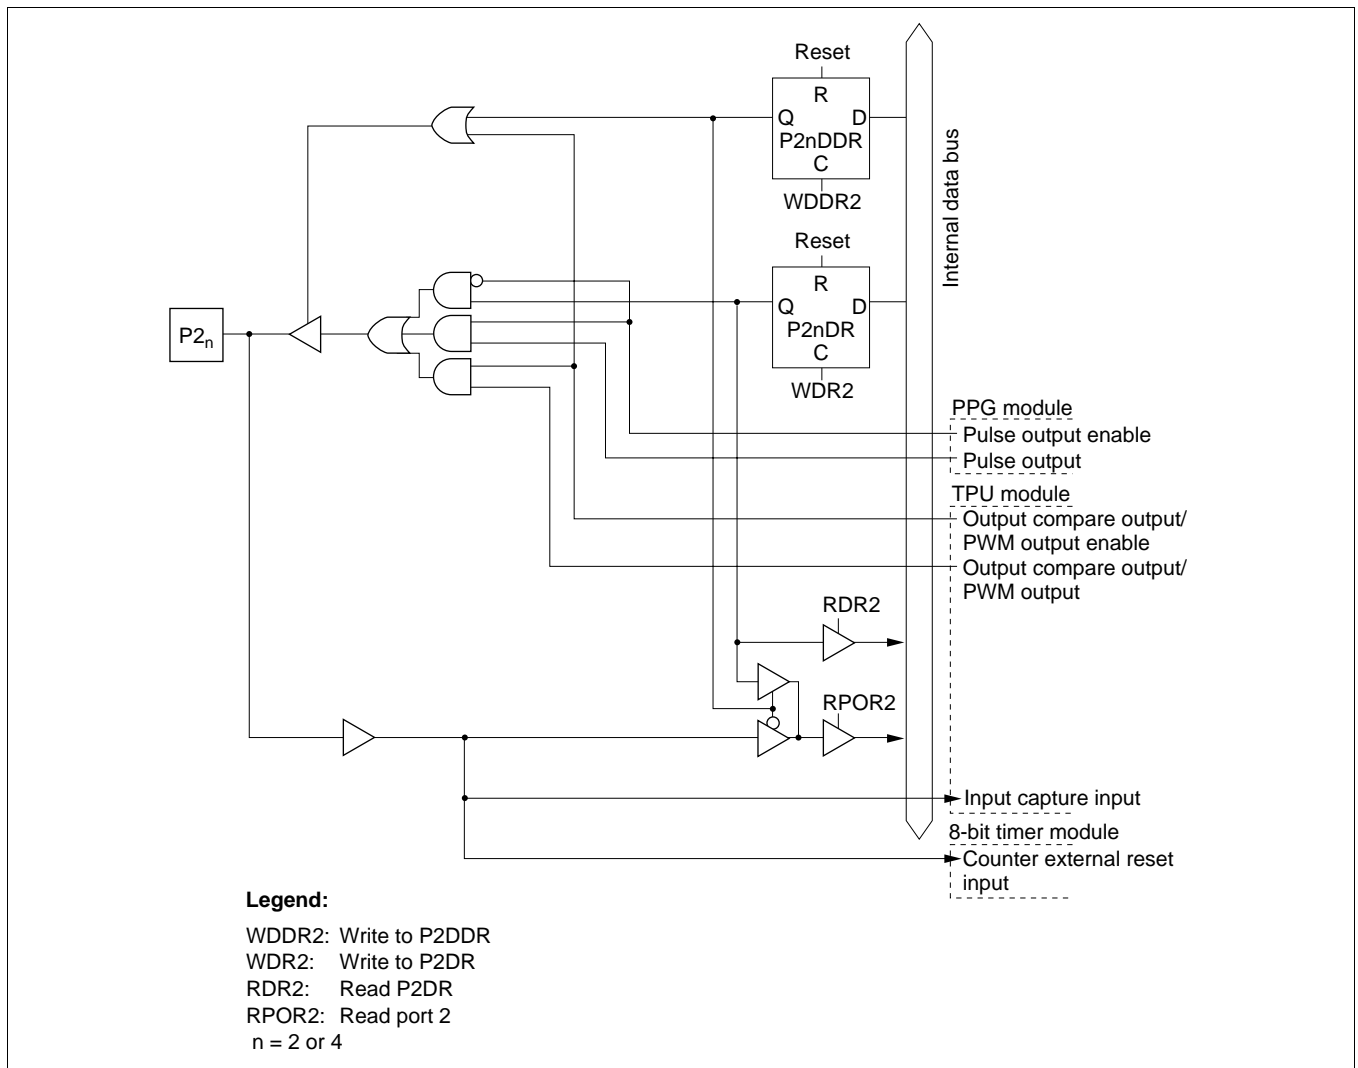 Reset
R
Q D
P2nDDR
C
WDDR2
Internal data bus
Reset
R
Q D
P2nDR
C
WDR2
P2n
PPG module
Pulse output enable
Pulse output
TPU module
Output compare output/
PWM output enable
Output compare output/
PWM output
RDR2
RPOR2
Input capture input
8-bit timer module
Counter external reset
input
Legend:
WDDR2: Write to P2DDR
WDR2: Write to P2DR
RDR2: Read P2DR
RPOR2: Read port 2
n = 2 or 4